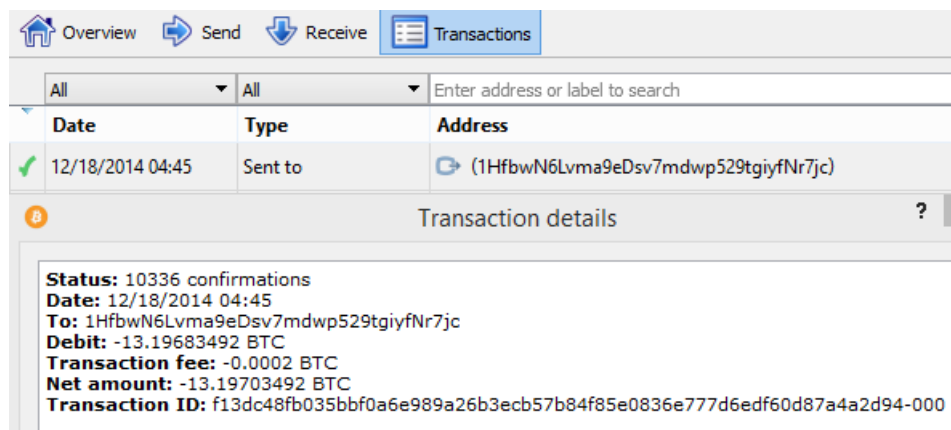 Overview Send Receive Transactions
All All Enter address or label to search
Date Type Address
12/18/2014 04:45 Sent to (1HfbwN6Lvma9eDsv7mdwp529tgiyfNr7jc)
Transaction details ?
Status: 10336 confirmations
Date: 12/18/2014 04:45
To: 1HfbwN6Lvma9eDsv7mdwp529tgiyfNr7jc
Debit: -13.19683492 BTC
Transaction fee: -0.0002 BTC
Net amount: -13.19703492 BTC
Transaction ID: f13dc48fb035bbf0a6e989a26b3ecb57b84f85e0836e777d6edf60d87a4a2d94-000